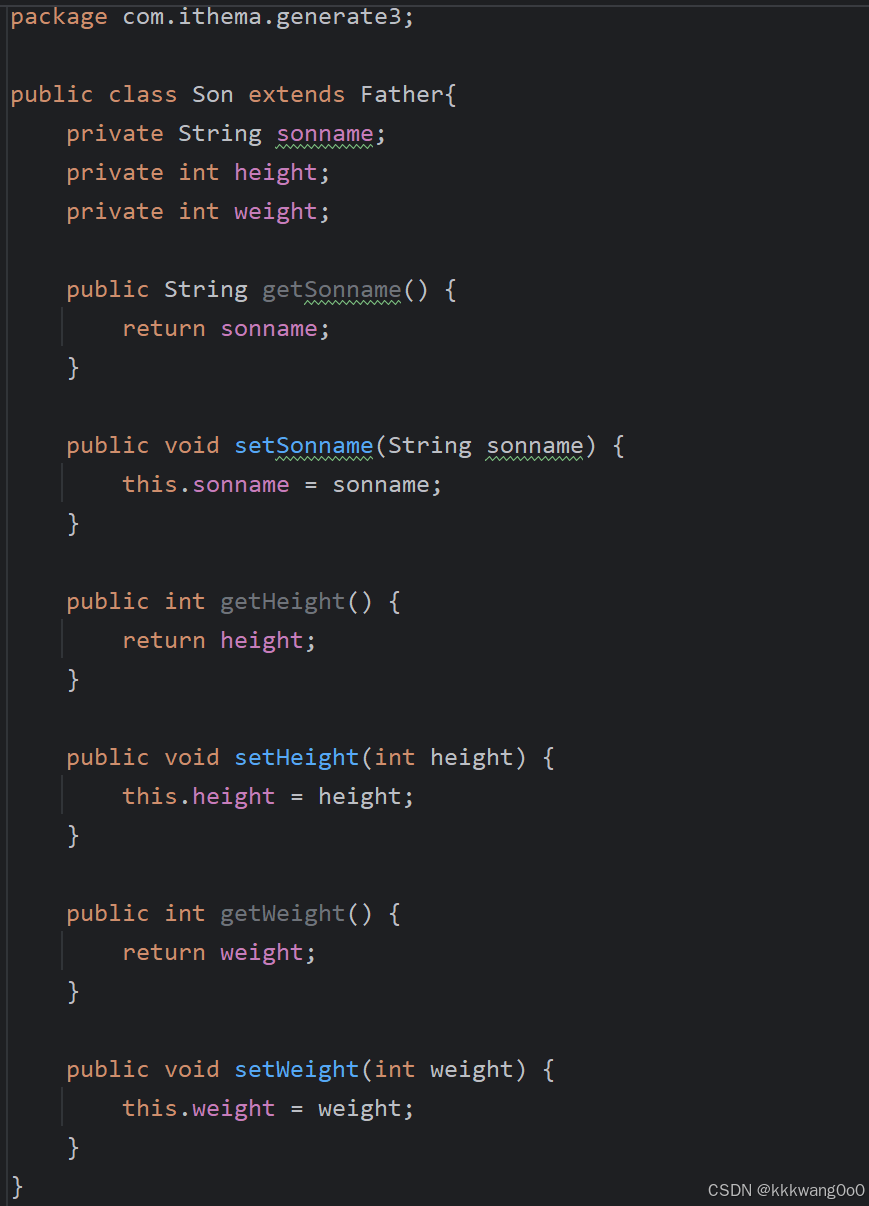 package com.ithema.generate3;
public class Son extends Father{
private String sonname;
private int height;
private int weight;
public String getSonname() {
return sonname;
}
public void setSonname(String sonname) {
this.sonname = sonname;
}
public int getHeight() {
return height;
}
public void setHeight(int height) {
this.height = height;
}
public int getWeight() {
return weight;
}
public void setWeight(int weight) {
this.weight = weight;
}
}
CSDN @kkkwang0o0